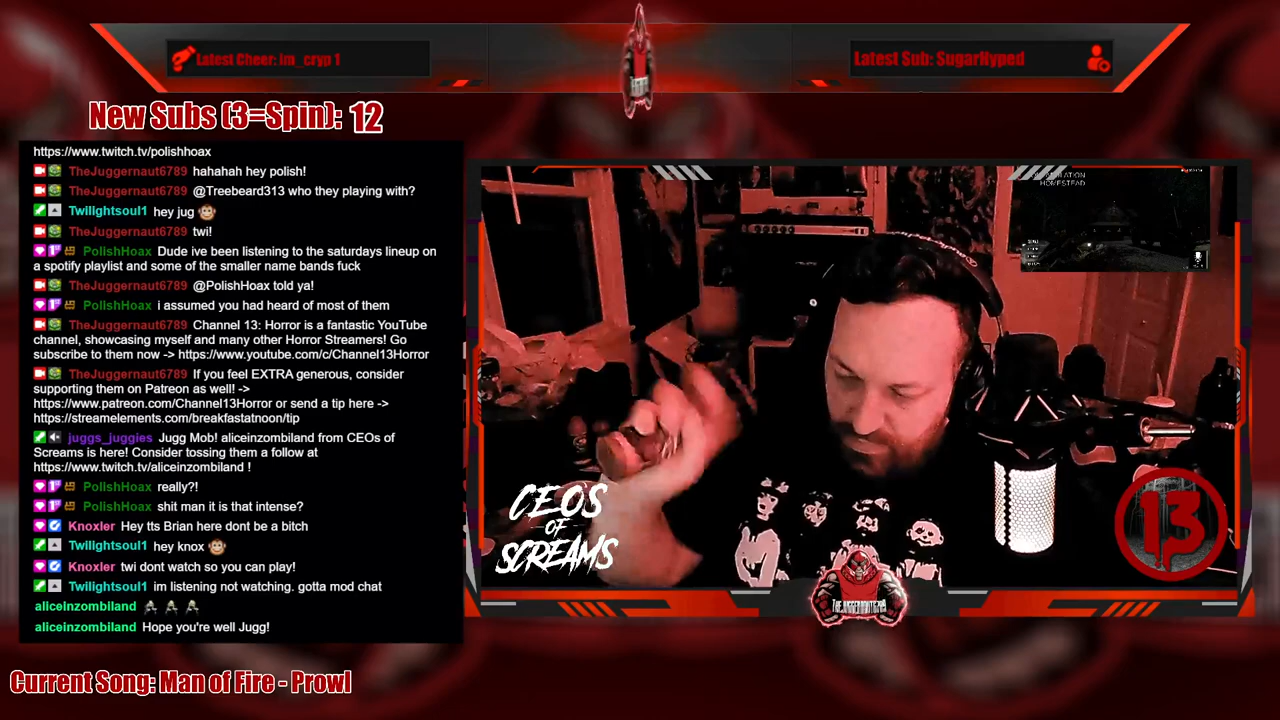 Latest Cheer: im_cryp 1
Latest Sub: SugarHyped
New Subs (3=Spin): 12
https://www.twitch.tv/polishhoax
TheJuggernaut6789 hahahah hey polish!
TheJuggernaut6789 @Treebeard313 who they playing with?
Twilightsoul1 hey jug
TheJuggernaut6789 twi!
PolishHoax Dude ive been listening to the saturdays lineup on
a spotify playlist and some of the smaller name bands fuck
TheJuggernaut6789 @PolishHoax told ya!
PolishHoax i assumed you had heard of most of them
TheJuggernaut6789 Channel 13: Horror is a fantastic YouTube
channel, showcasing myself and many other Horror Streamers! Go
subscribe to them now -> https://www.youtube.com/c/Channel13Horror
TheJuggernaut6789 If you feel EXTRA generous, consider
supporting them on Patreon as well! ->
https://www.patreon.com/Channel13Horror or send a tip here ->
https://streamelements.com/breakfastatnoon/tip
juggs_juggies Jugg Mob! aliceinzombiland from CEOs of
Screams is here! Consider tossing them a follow at
https://www.twitch.tv/aliceinzombiland !
PolishHoax really?!
PolishHoax shit man it is that intense?
Knoxler Hey tts Brian here dont be a bitch
Twilightsoul1 hey knox
Knoxler twi dont watch so you can play!
Twilightsoul1 im listening not watching. gotta mod chat
aliceinzombiland
aliceinzombiland Hope you're well Jugg!
HOMESTEAD
CEOS
OF
SCREAMS
13
THEJUGGERNAUT6789
Current Song: Man of Fire - Prowl